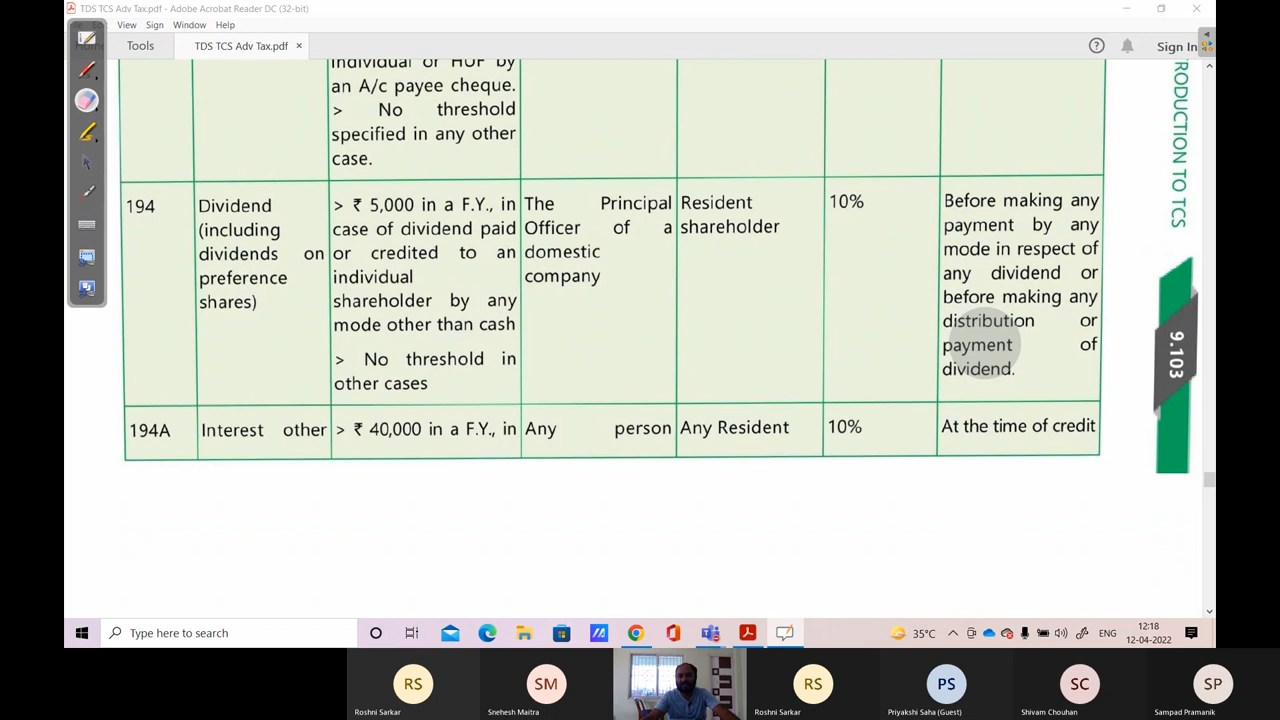 TDS TCS Adv Tax.pdf - Adobe Acrobat Reader DC (32-bit)
View Sign Window Help
Tools
TDS TCS Adv Tax.pdf ×
Sign In
individual or HUF by
an A/c payee cheque.
> No threshold
specified in any other
case.
194
Dividend
(including
dividends on
preference
shares)
> ₹ 5,000 in a F.Y., in
case of dividend paid
or credited to an
individual
shareholder by any
mode other than cash
> No threshold in
other cases
The Principal
Officer of a
domestic
company
Resident
shareholder
10%
Before making any
payment by any
mode in respect of
any dividend or
before making any
distribution or
payment of
dividend.
194A
Interest other
> ₹ 40,000 in a F.Y., in
Any person
Any Resident
10%
At the time of credit
RODUCTION TO TCS
9.103
Type here to search
35°C
ENG
12:18
12-04-2022
RS
Roshni Sarkar
SM
Snehesh Maitra
RS
Roshni Sarkar
PS
Priyakshi Saha (Guest)
SC
Shivam Chouhan
SP
Sampad Pramanik